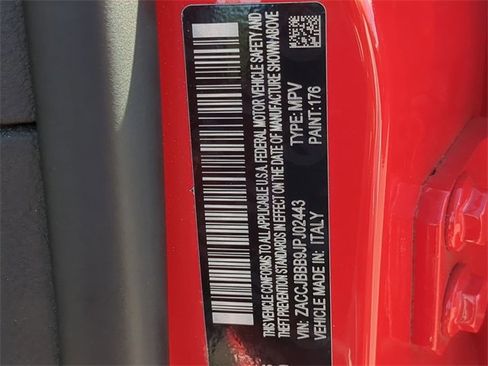 THIS VEHICLE CONFORMS TO ALL APPLICABLE U.S.A. FEDERAL MOTOR VEHICLE SAFETY AND
THEFT PREVENTION STANDARDS IN EFFECT ON THE DATE OF MANUFACTURE SHOWN ABOVE
VIN: ZACCJBBB9JPJ02443 TYPE: MPV
VEHICLE MADE IN: ITALY PAINT: 176